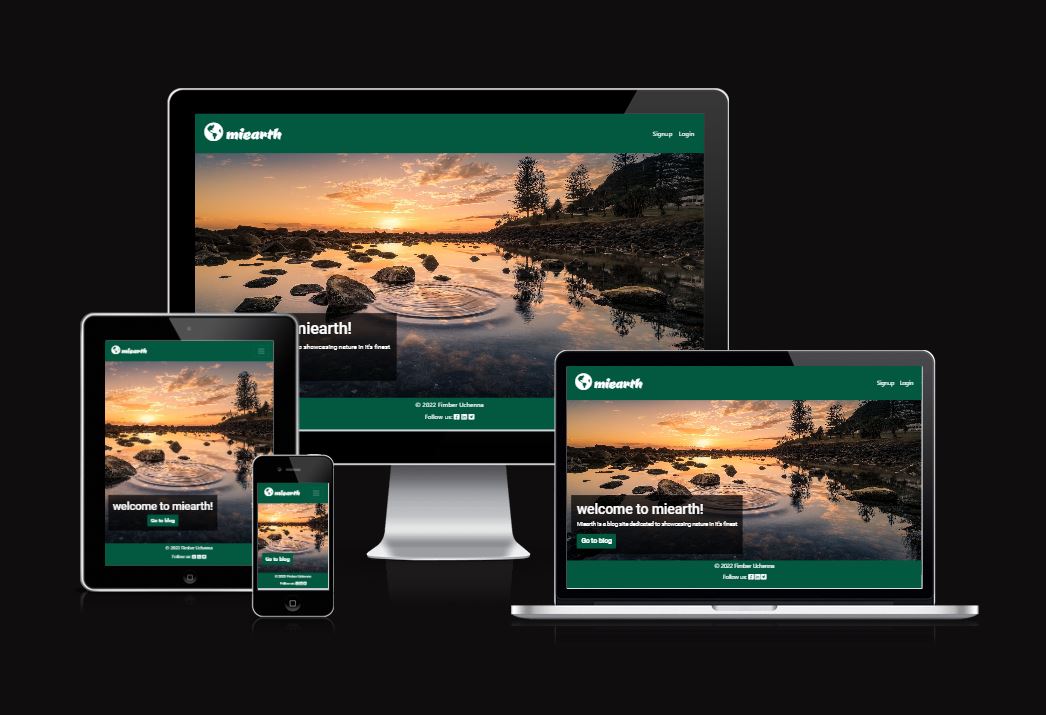 miearth
Signup Login
miearth!
to showcasing nature in it's finest
© 2022 Fimber Uchenna
Follow us:
miearth
welcome to miearth!
Go to blog
© 2022 Fimber Uchenna
Follow us:
miearth
Go to blog
© 2022 Fimber Uchenna
Follow us:
miearth
Signup Login
welcome to miearth!
Miearth is a blog site dedicated to showcasing nature in it's finest
Go to blog
© 2022 Fimber Uchenna
Follow us: